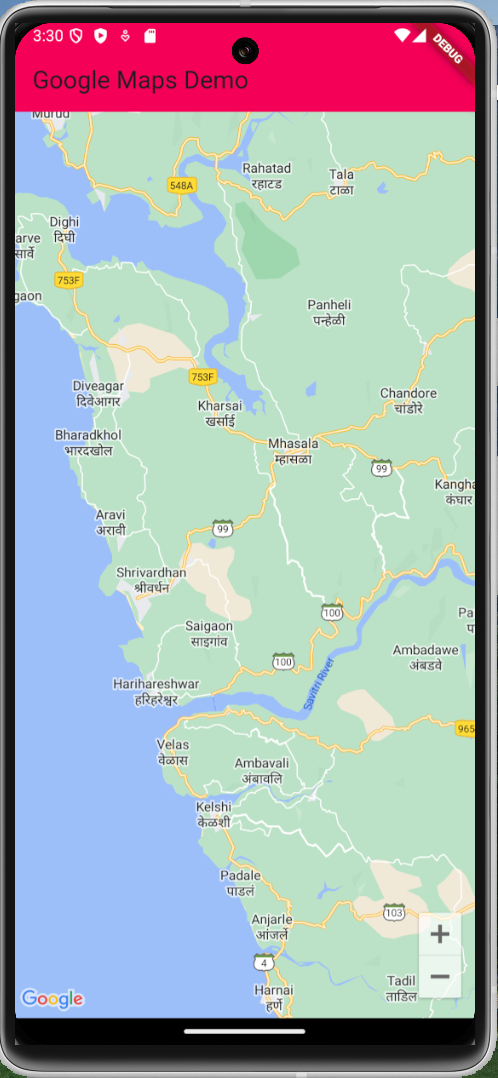 3:30
DEBUG
Google Maps Demo
Murud
Rahatad
रहाटड
Tala
टाळा
548A
Dighi
दिघी
arve
सार्वे
753F
gaon
Panheli
पन्हेळी
753F
Diveagar
दिवेआगर
Chandore
चांडोरे
Kharsai
खर्साई
Bharadkhol
भारदखोल
Mhasala
म्हासळा
99
Kangha
कंघार
Aravi
अरावी
99
Shrivardhan
श्रीवर्धन
100
Saigaon
साइगांव
Pa
प
Ambadawe
अंबडवे
100
Savitri River
Harihareshwar
हरिहरेश्वर
965
Velas
वेळास
Ambavali
अंबावलि
Kelshi
केळशी
Padale
पाडलं
103
Anjarle
आंजर्ले
+
4
−
Tadil
ताडिल
Harnai
हर्णे
Google